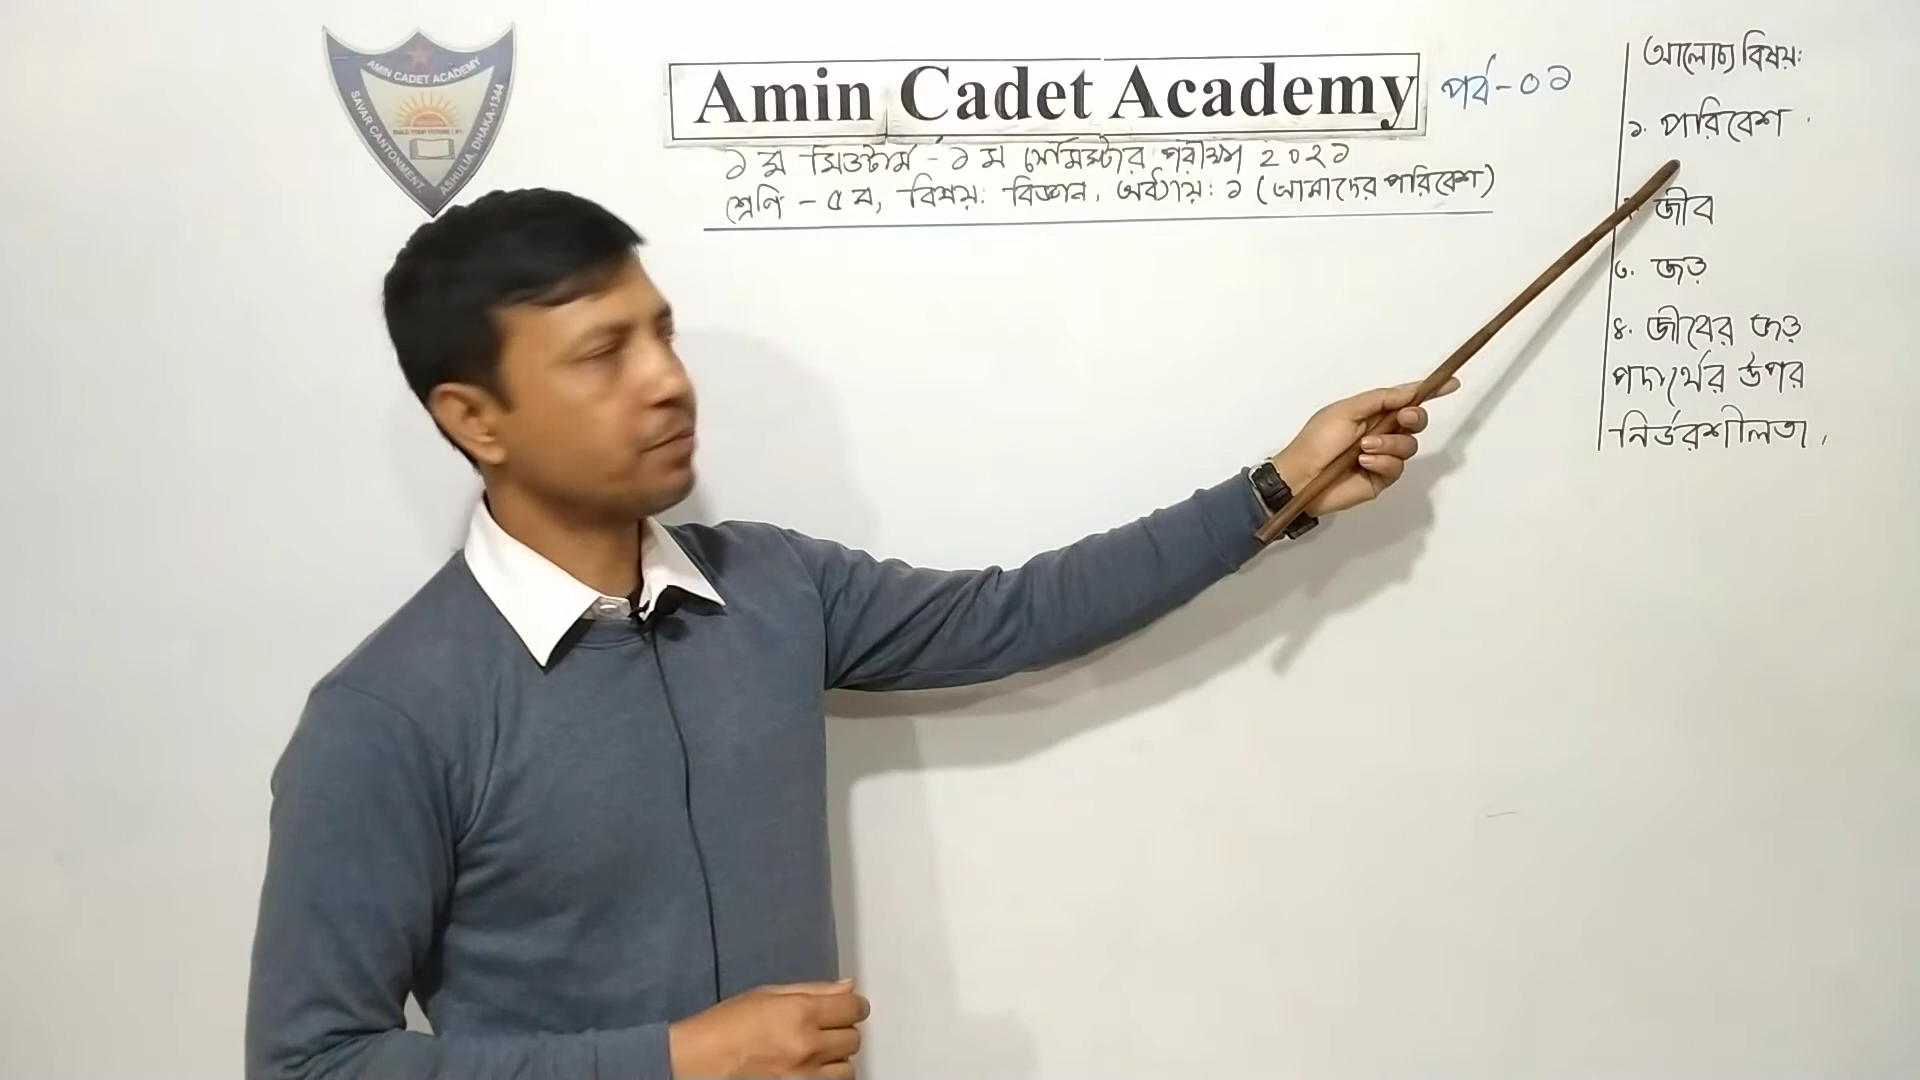 AMIN CADET ACADEMY
SAVAR CANTONMENT
ASHULIA, DHAKA-1344
Amin Cadet Academy
পর্ব-০১
১ম মিডটার্ম - ১ম সেমিস্টার পরীক্ষা ২০২১
শ্রেণি - ৫ম, বিষয়: বিজ্ঞান, অধ্যায়: ১ (আমাদের পরিবেশ)
আলোচ্য বিষয়:
১. পরিবেশ
২. জীব
৩. জড়
৪. জীবের জড়
পদার্থের উপর
নির্ভরশীলতা,